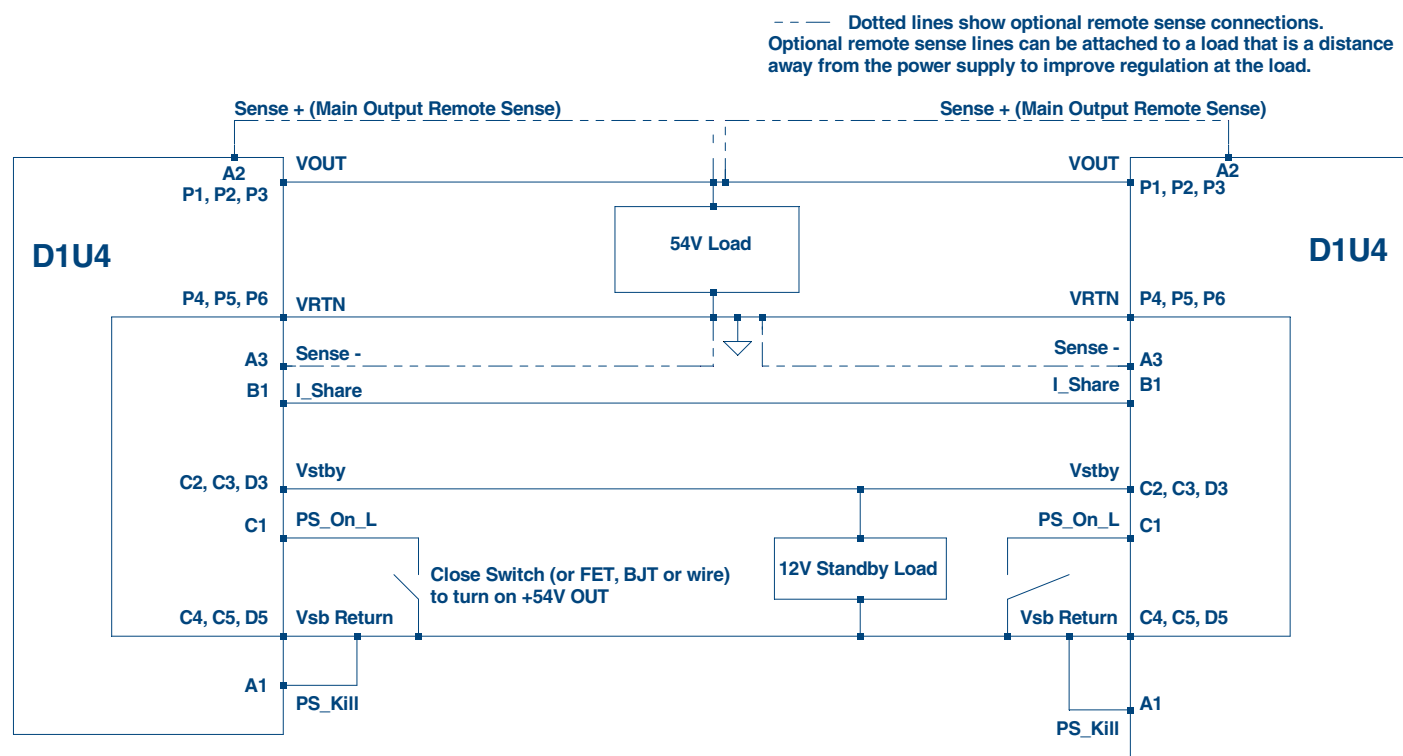 Dotted lines show optional remote sense connections.
Optional remote sense lines can be attached to a load that is a distance
away from the power supply to improve regulation at the load.
Sense + (Main Output Remote Sense)
Sense + (Main Output Remote Sense)
A2
VOUT
VOUT
A2
P1, P2, P3
P1, P2, P3
D1U4
54V Load
D1U4
P4, P5, P6
VRTN
VRTN
P4, P5, P6
A3
Sense -
Sense -
A3
B1
I_Share
I_Share
B1
C2, C3, D3
Vstby
Vstby
C2, C3, D3
C1
PS_On_L
PS_On_L
C1
Close Switch (or FET, BJT or wire)
to turn on +54V OUT
12V Standby Load
C4, C5, D5
Vsb Return
Vsb Return
C4, C5, D5
A1
PS_Kill
A1
PS_Kill